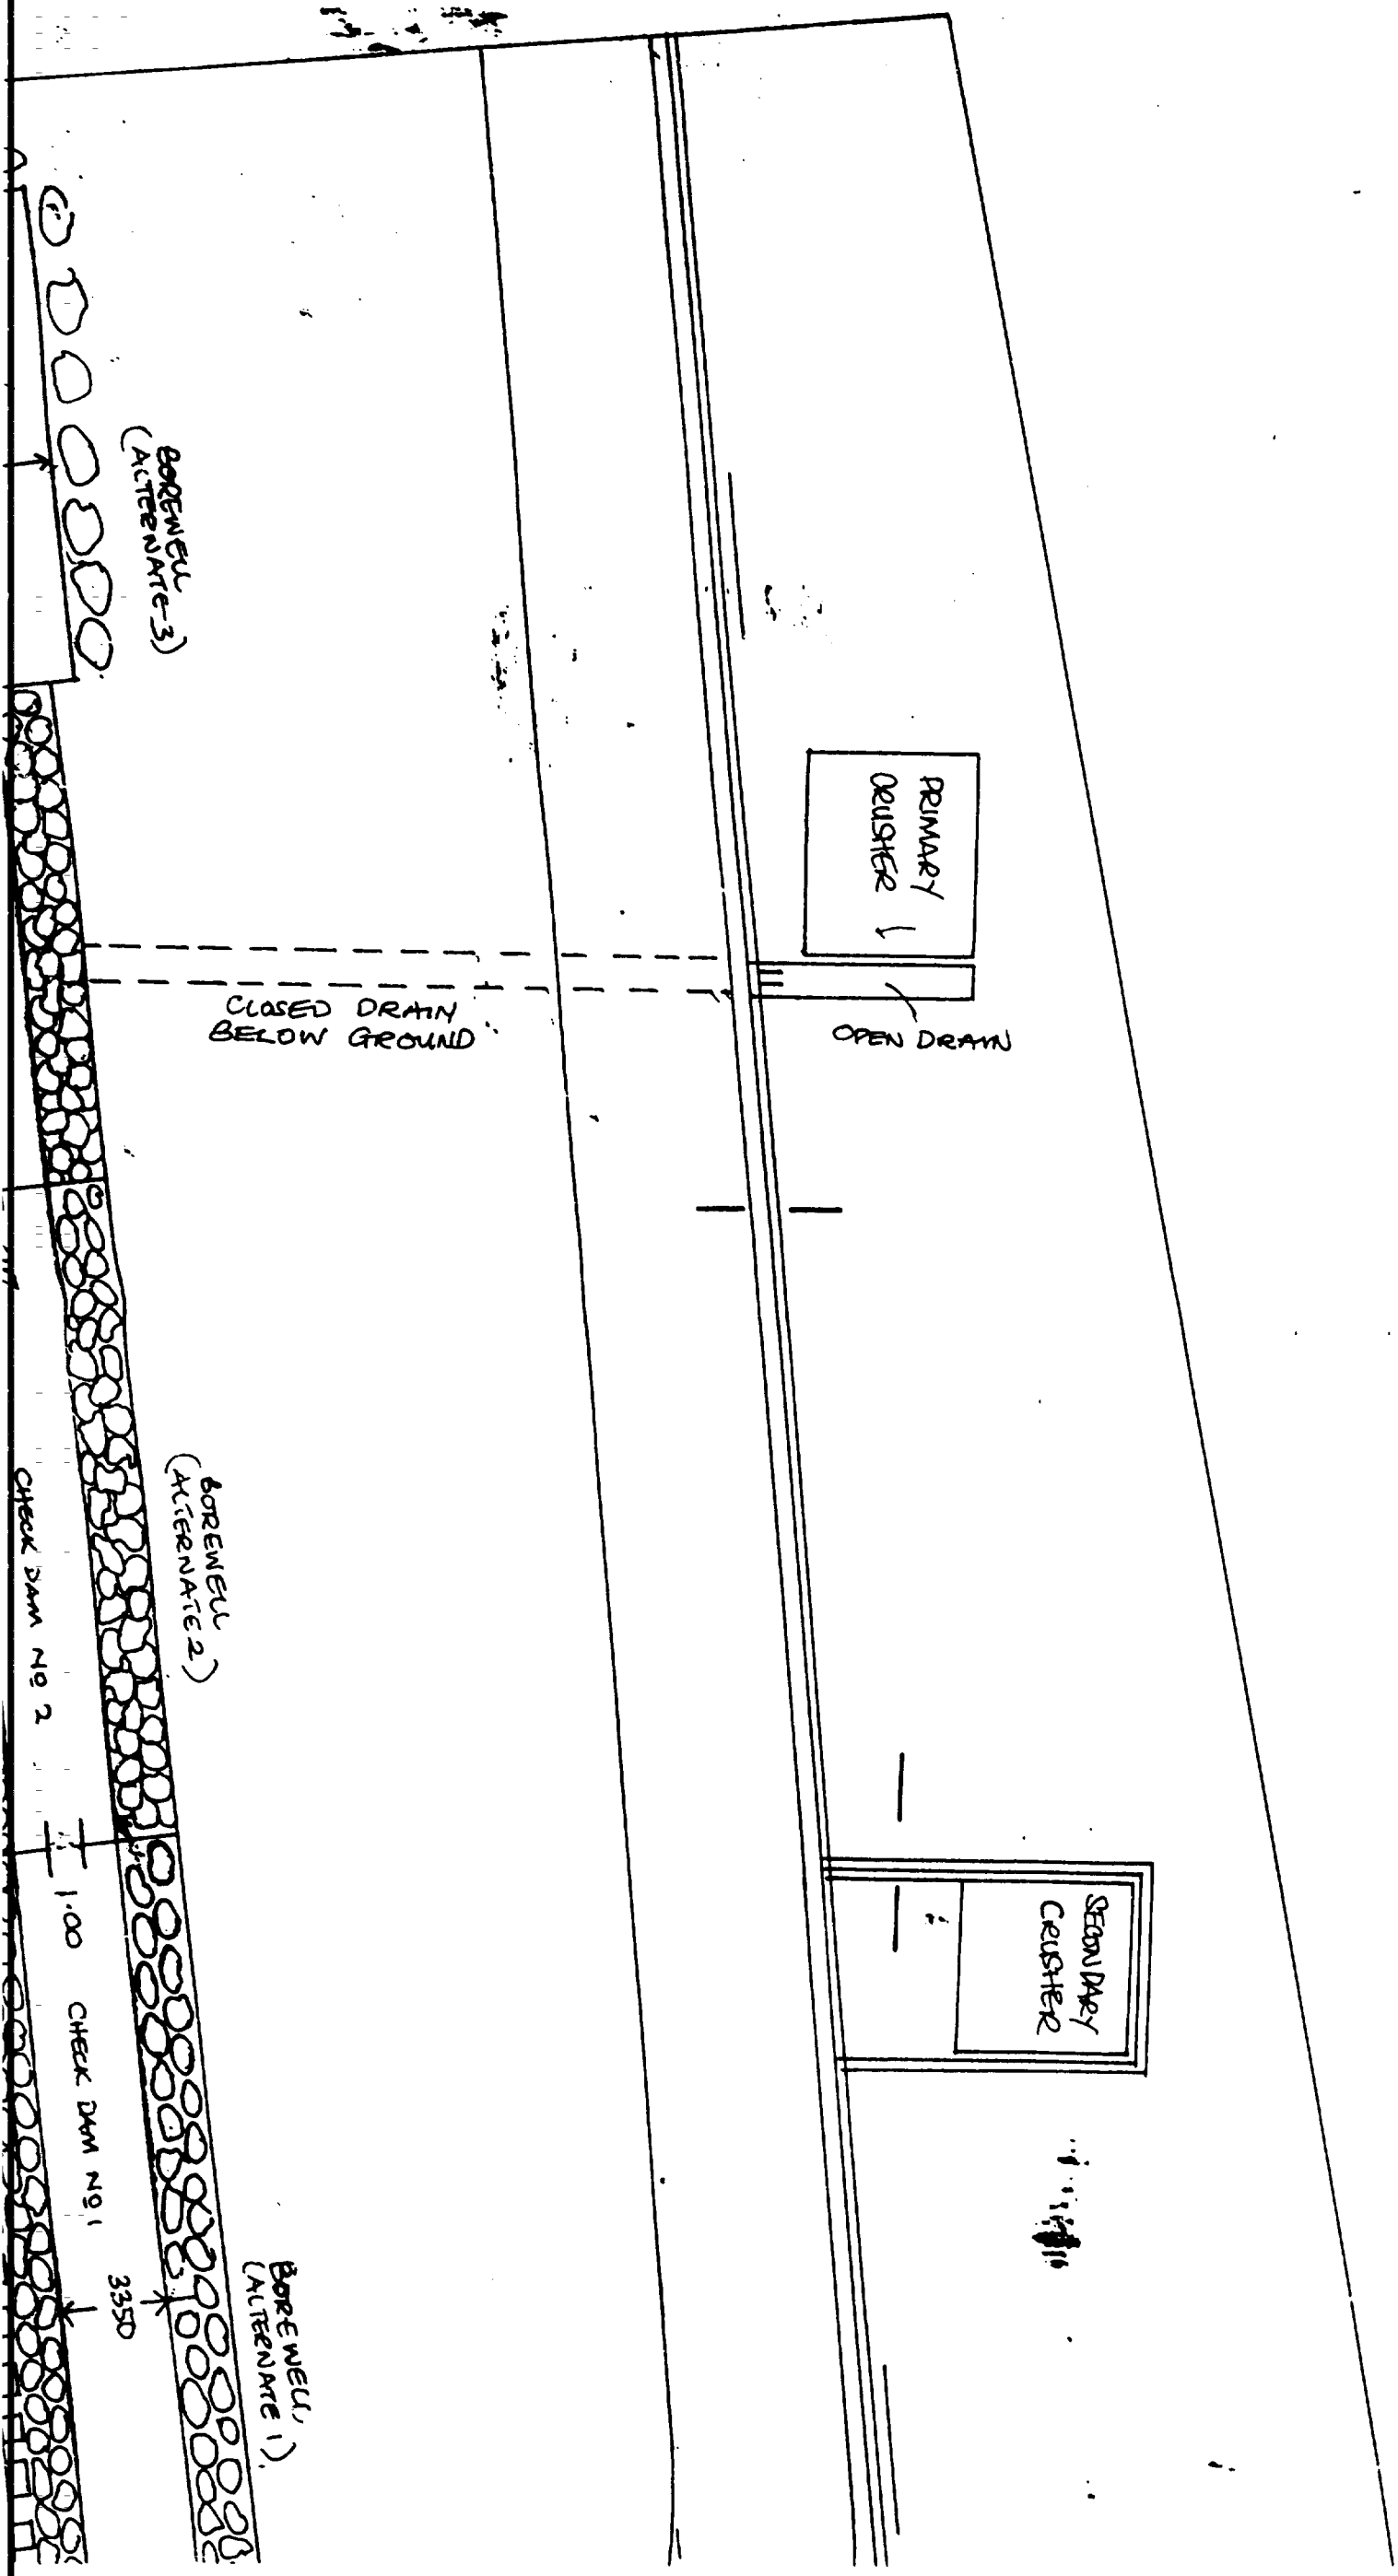 PRIMARY
CRUSHER 1
OPEN DRAIN
CLOSED DRAIN
BELOW GROUND
SECONDARY
CRUSHER
BOREWELL
(ALTERNATE-3)
BOREWELL
(ALTERNATE 2)
BOREWELL
(ALTERNATE 1)
CHECK DAM No 2
1.00
CHECK DAM No 1
3350